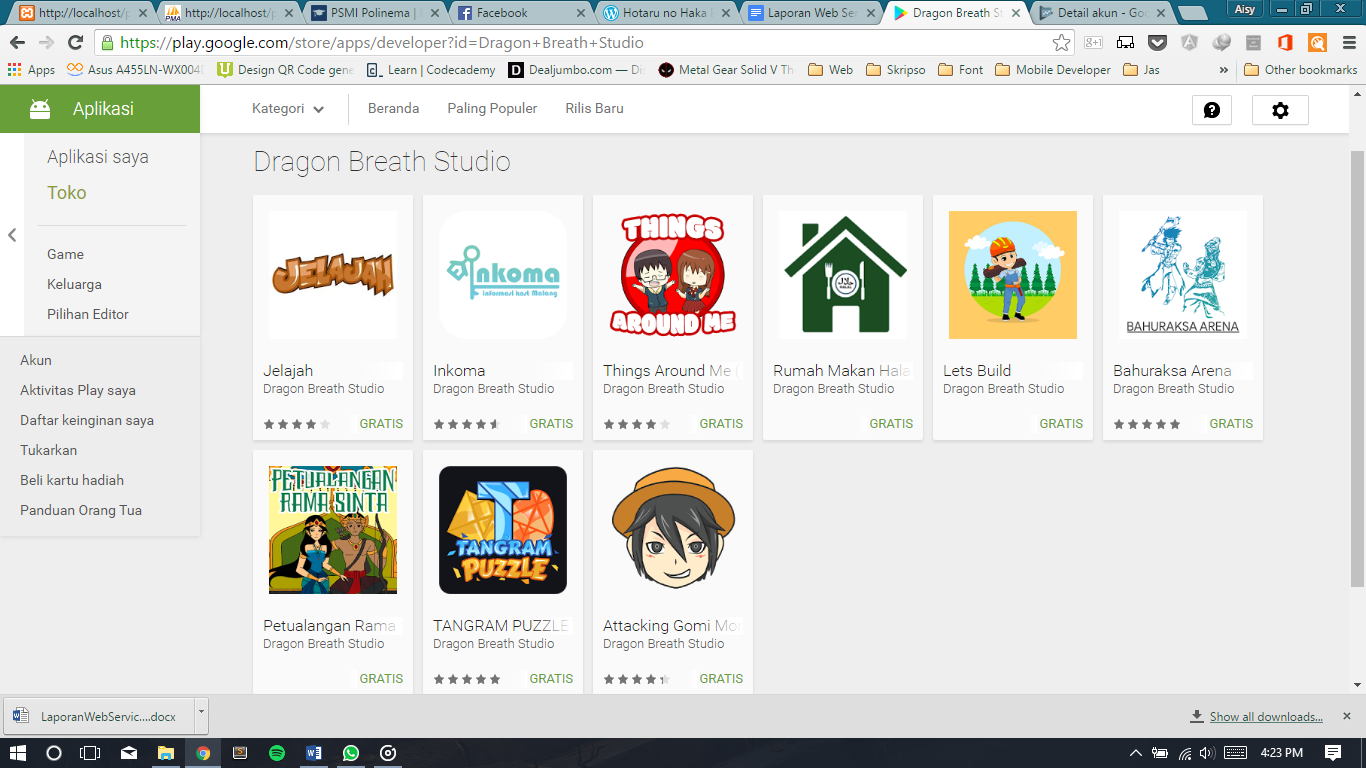 http://localhost/p
http://localhost/p
PSMI Polinema |
Facebook
Hotaru no Haka
Laporan Web Ser
Dragon Breath St
Detail akun - Goo
Aisy
https://play.google.com/store/apps/developer?id=Dragon+Breath+Studio
Apps
Asus A455LN-WX004D
Design QR Code gene
Learn | Codecademy
Dealjumbo.com — Dis
Metal Gear Solid V Th
Web
Skripso
Font
Mobile Developer
Jas
»
Other bookmarks
Aplikasi
Kategori
Beranda
Paling Populer
Rilis Baru
Aplikasi saya
Toko
Game
Keluarga
Pilihan Editor
Akun
Aktivitas Play saya
Daftar keinginan saya
Tukarkan
Beli kartu hadiah
Panduan Orang Tua
Dragon Breath Studio
JELAJAH
Jelajah
Dragon Breath Studio
GRATIS
inkoma
informasi kost Malang
Inkoma
Dragon Breath Studio
GRATIS
THINGS
AROUND ME
Things Around Me (
Dragon Breath Studio
GRATIS
HALAL
Rumah Makan Hala
Dragon Breath Studio
GRATIS
Lets Build
Dragon Breath Studio
GRATIS
BAHURAKSA ARENA
Bahuraksa Arena
Dragon Breath Studio
GRATIS
PETUALANGAN
RAMA SINTA
Petualangan Rama
Dragon Breath Studio
GRATIS
T
TANGRAM
PUZZLE
TANGRAM PUZZLE
Dragon Breath Studio
GRATIS
Attacking Gomi Mon
Dragon Breath Studio
GRATIS
LaporanWebServic....docx
Show all downloads...
4:23 PM